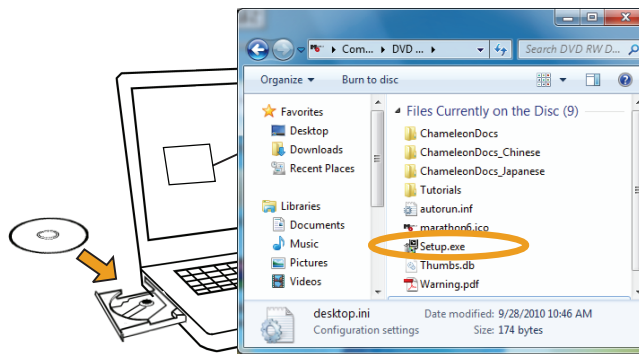 Com... DVD ... Search DVD RW D...
Organize Burn to disc
Favorites
Desktop
Downloads
Recent Places
Libraries
Documents
Music
Pictures
Videos
Files Currently on the Disc (9)
ChameleonDocs
ChameleonDocs_Chinese
ChameleonDocs_Japanese
Tutorials
autorun.inf
marathon6.ico
Setup.exe
Thumbs.db
Warning.pdf
desktop.ini Date modified: 9/28/2010 10:46 AM
Configuration settings Size: 174 bytes